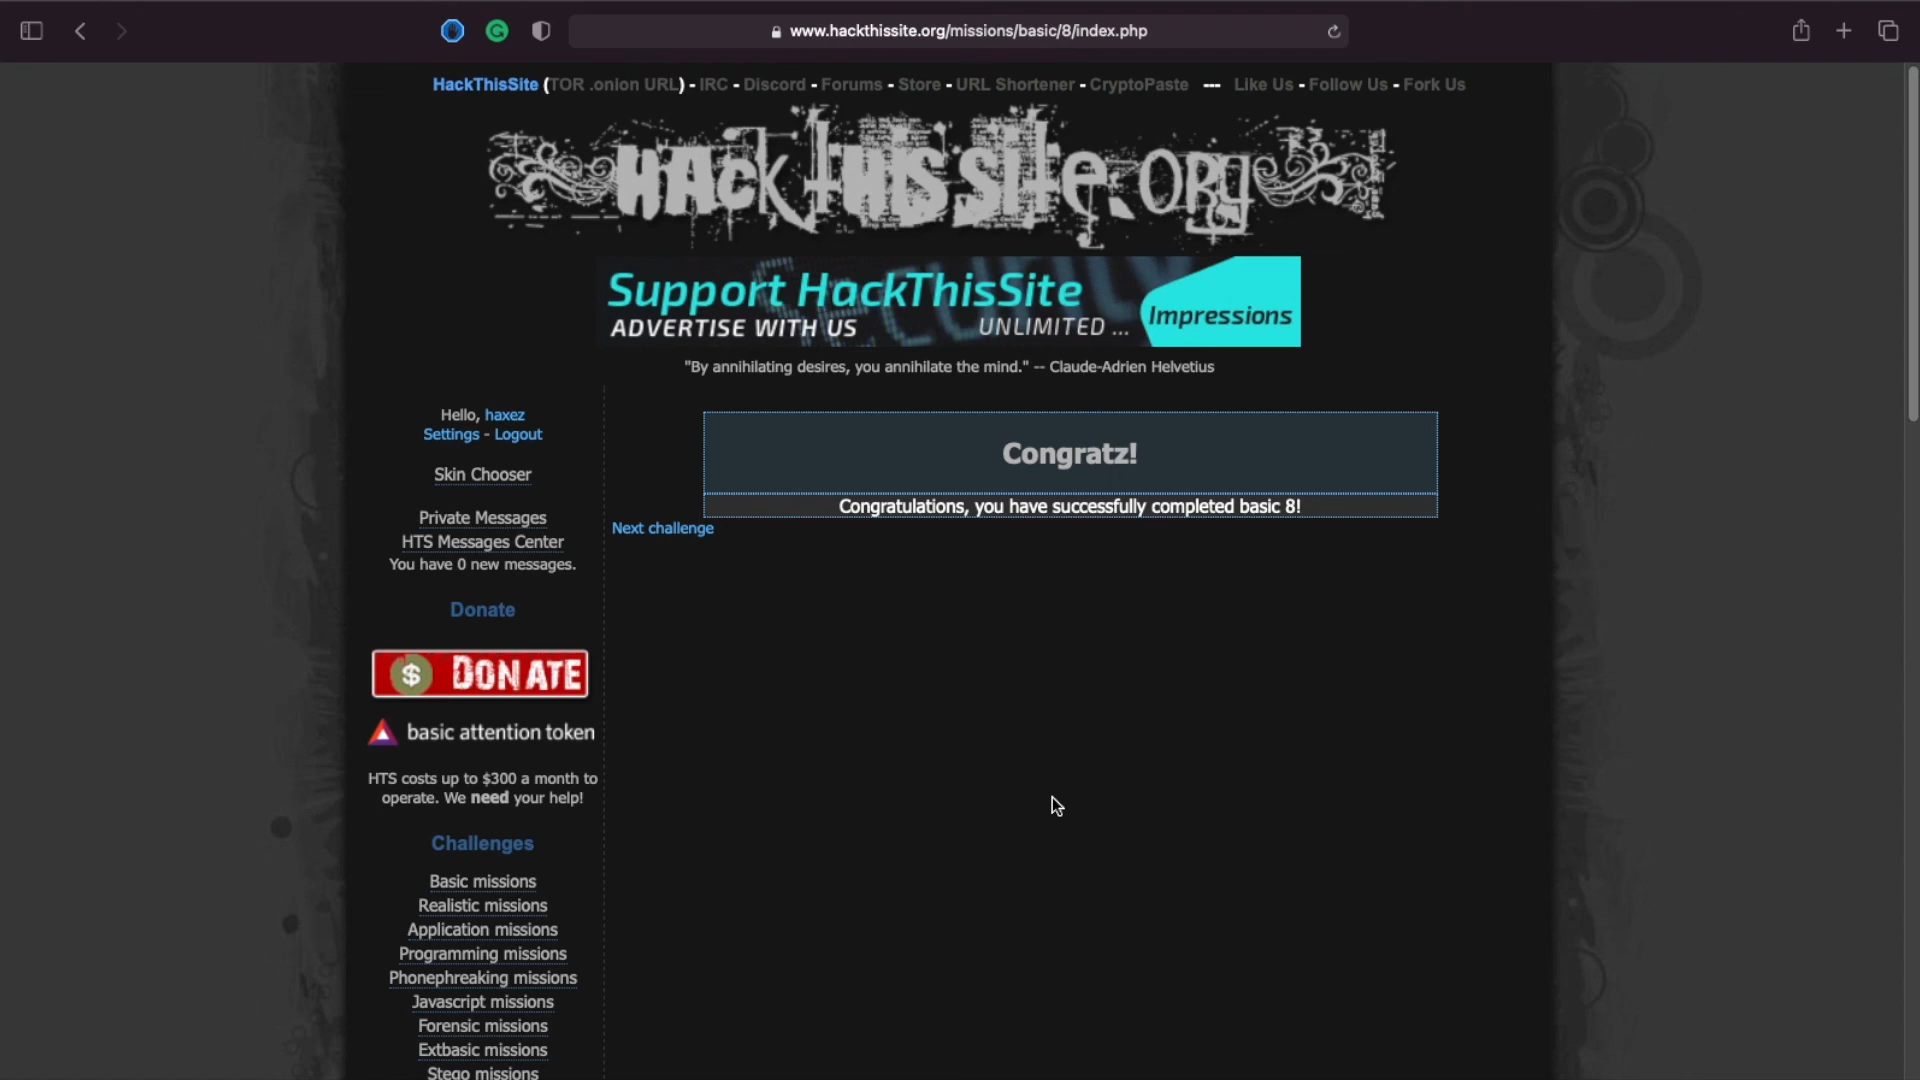 www.hackthissite.org/missions/basic/8/index.php
HackThisSite (TOR .onion URL) - IRC - Discord - Forums - Store - URL Shortener - CryptoPaste --- Like Us - Follow Us - Fork Us
HACK THIS SITE.ORG
Support HackThisSite
ADVERTISE WITH US UNLIMITED ... Impressions
"By annihilating desires, you annihilate the mind." -- Claude-Adrien Helvetius
Hello, haxez
Settings - Logout
Skin Chooser
Private Messages
HTS Messages Center
You have 0 new messages.
Donate
$ DONATE
basic attention token
HTS costs up to $300 a month to
operate. We need your help!
Challenges
Basic missions
Realistic missions
Application missions
Programming missions
Phonephreaking missions
Javascript missions
Forensic missions
Extbasic missions
Stego missions
Congratz!
Congratulations, you have successfully completed basic 8!
Next challenge